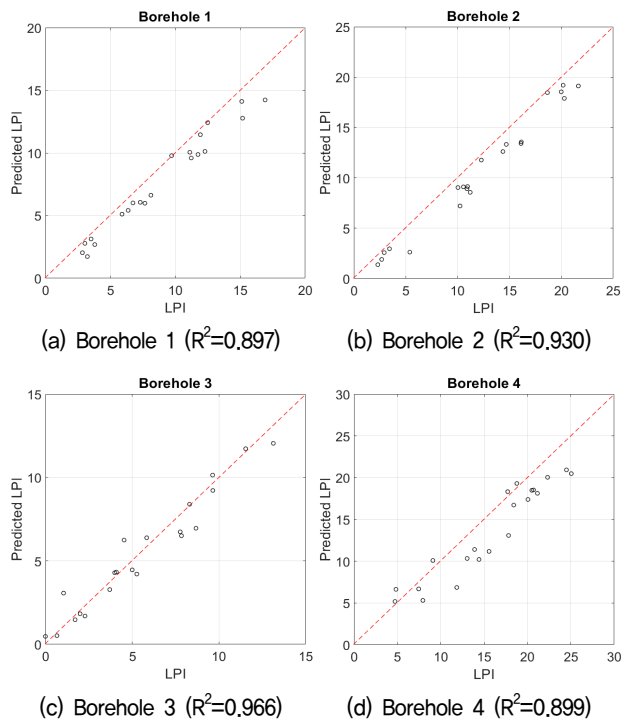 Borehole 1
20
15
10
5
0
Predicted LPI
0 5 10 15 20
LPI
(a) Borehole 1 (R²=0.897)
Borehole 2
25
20
15
10
5
0
Predicted LPI
0 5 10 15 20 25
LPI
(b) Borehole 2 (R²=0.930)
Borehole 3
15
10
5
0
Predicted LPI
0 5 10 15
LPI
(c) Borehole 3 (R²=0.966)
Borehole 4
30
25
20
15
10
5
0
Predicted LPI
0 5 10 15 20 25 30
LPI
(d) Borehole 4 (R²=0.899)